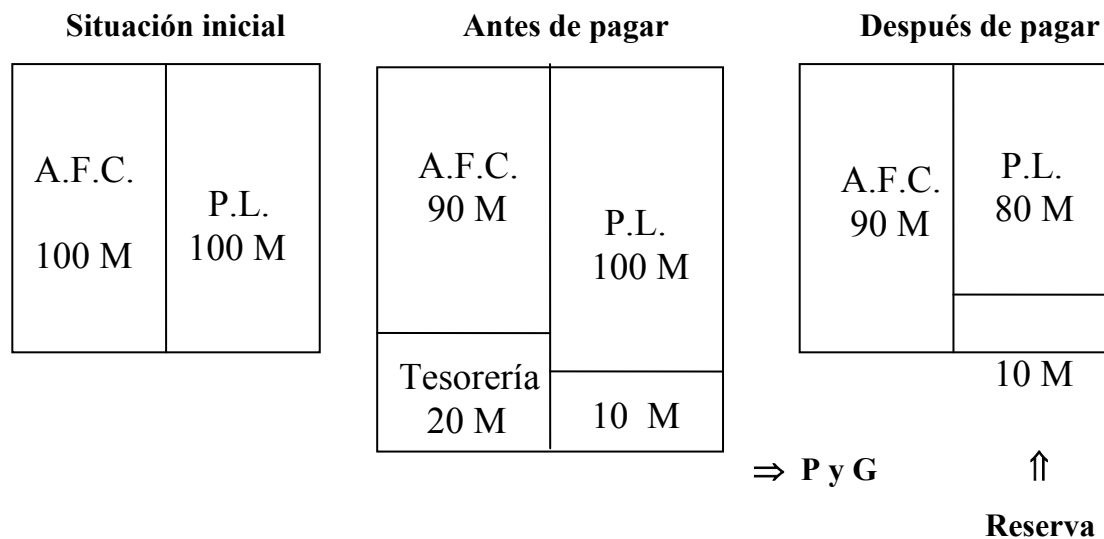 Situación inicial
A.F.C.
100 M
P.L.
100 M
Antes de pagar
A.F.C.
90 M
P.L.
100 M
Tesorería
20 M
10 M
⇒ P y G
Después de pagar
A.F.C.
90 M
P.L.
80 M
10 M
⇑
Reserva